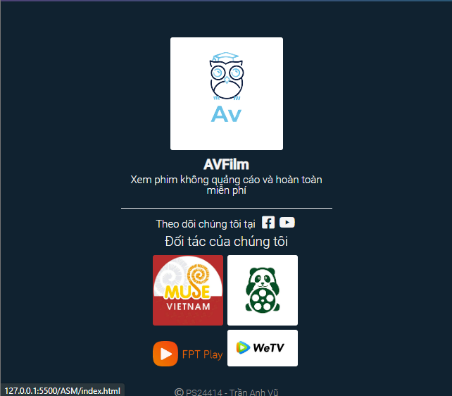 Av
AVFilm
Xem phim không quảng cáo và hoàn toàn
miễn phí
Theo dõi chúng tôi tại
Đối tác của chúng tôi
MUSE
VIETNAM
FPT Play
WeTV
127.0.0.1:5500/ASM/index.html
© PS24414 - Trần Anh Vũ